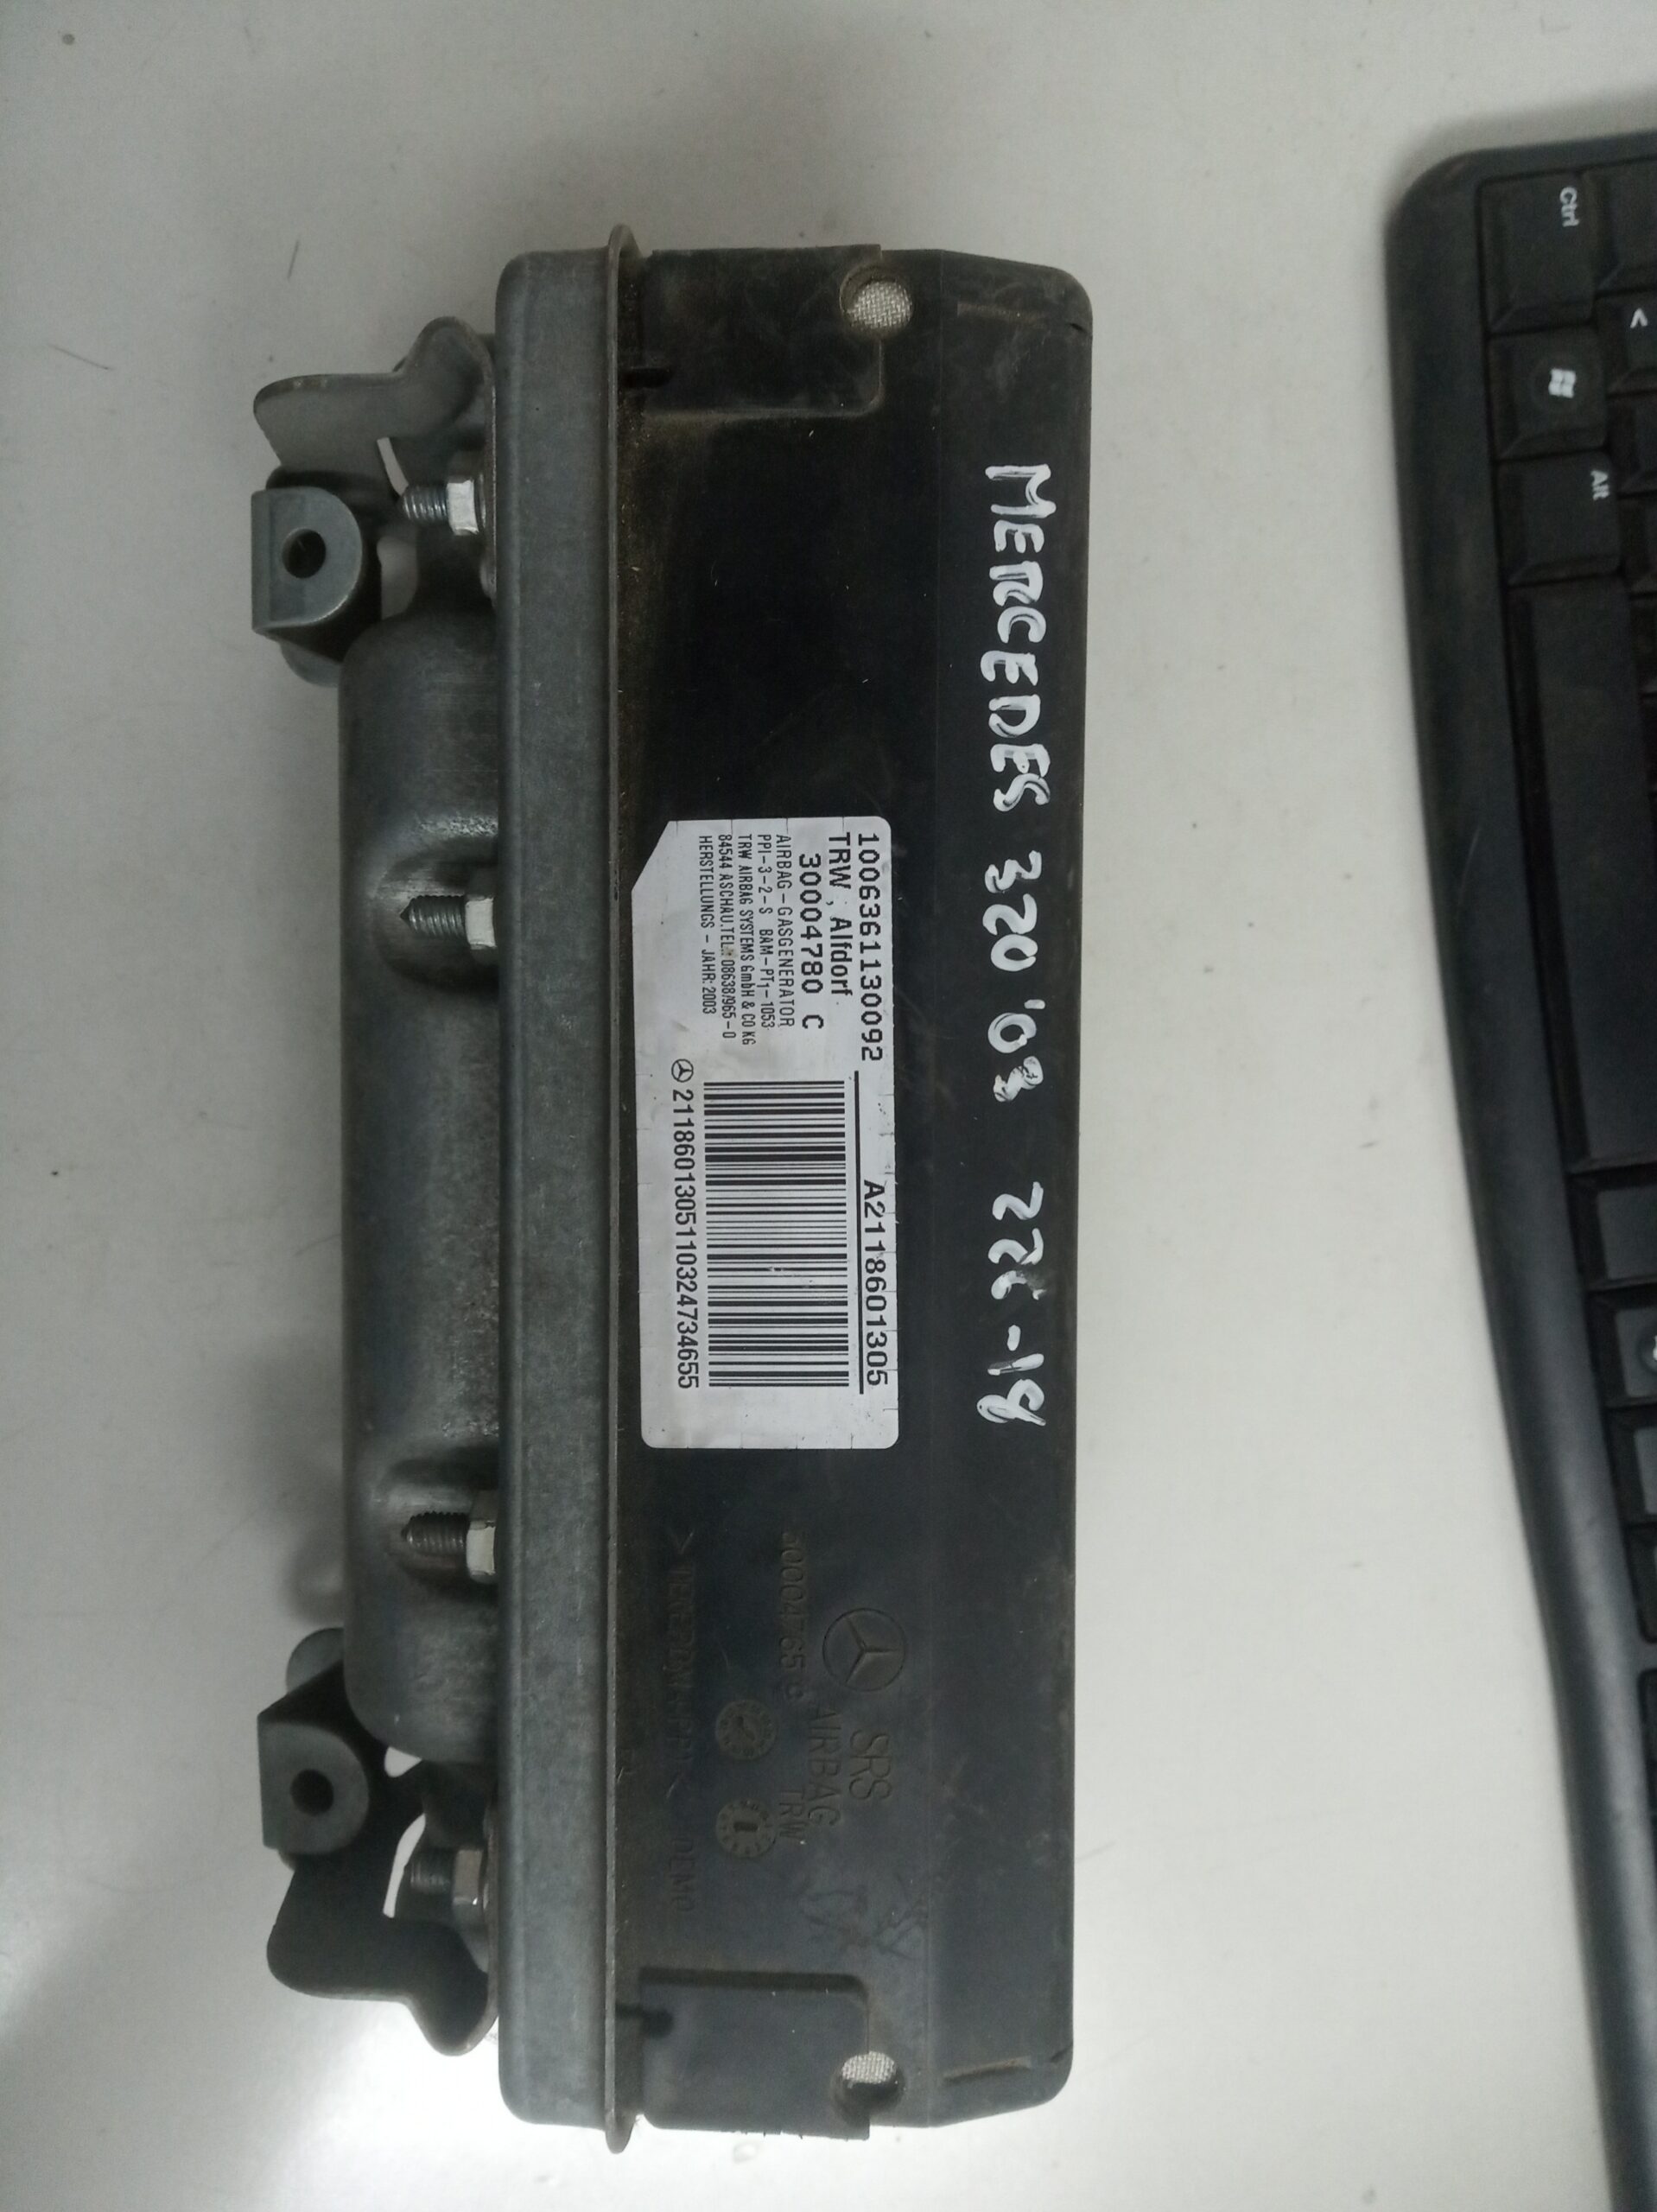 MERCEDES 320 '03 22C-18
1006361130092
A2118601305
TRW, Alfdorf
30004780 C
AIRBAG-GASGENERATOR
PPI-3-2-S BAM-PT1-1053
TRW AIRBAG SYSTEMS GmbH & CO KG
84544 ASCHAU.TEL.: 08638/965-0
HERSTELLUNGS-JAHR: 2003
2118601305110324734655
SRS
AIRBAG
TRW
DEMO
Ctrl
Alt
<